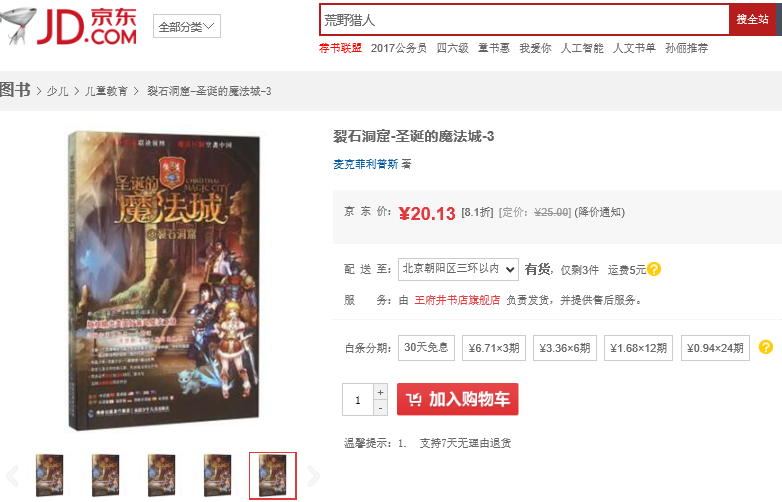 京东
JD.COM
全部分类
荒野猎人
搜全站
荐书联盟 2017公务员 四六级 童书惠 我爱你 人工智能 人文书单 孙俪推荐
图书 > 少儿 > 儿童教育 > 裂石洞窟-圣诞的魔法城-3
圣诞的
CHRISTMAS
MAGIC CITY
魔法城
③裂石洞窟
裂石洞窟-圣诞的魔法城-3
麦克菲利普斯 著
京 东 价： ¥20.13 [8.1折] [定价：¥25.00] (降价通知)
配 送 至： 北京朝阳区三环以内 有货，仅剩3件 运费5元 ?
服 务： 由 王府井书店旗舰店 负责发货，并提供售后服务。
白条分期： 30天免息 ¥6.71×3期 ¥3.36×6期 ¥1.68×12期 ¥0.94×24期 ?
1 + -
加入购物车
温馨提示：1. 支持7天无理由退货